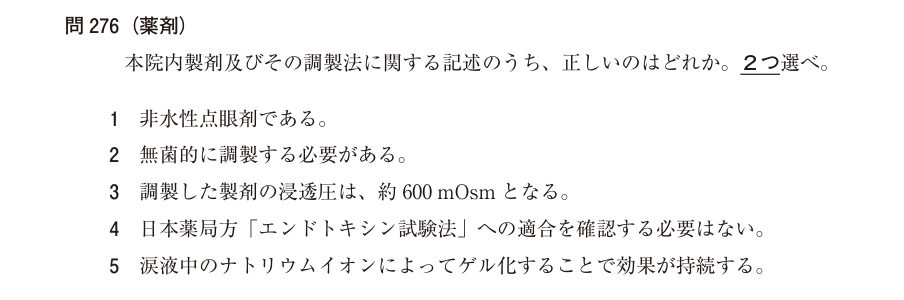 問 276（薬剤）
本院内製剤及びその調製法に関する記述のうち、正しいのはどれか。２つ選べ。
1 非水性点眼剤である。
2 無菌的に調製する必要がある。
3 調製した製剤の浸透圧は、約 600 mOsm となる。
4 日本薬局方「エンドトキシン試験法」への適合を確認する必要はない。
5 涙液中のナトリウムイオンによってゲル化することで効果が持続する。